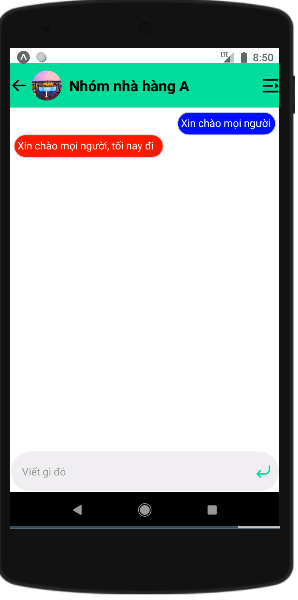 LTE 8:50
Nhóm nhà hàng A
Xin chào mọi người
Xin chào mọi người, tối nay đi
Viết gì đó